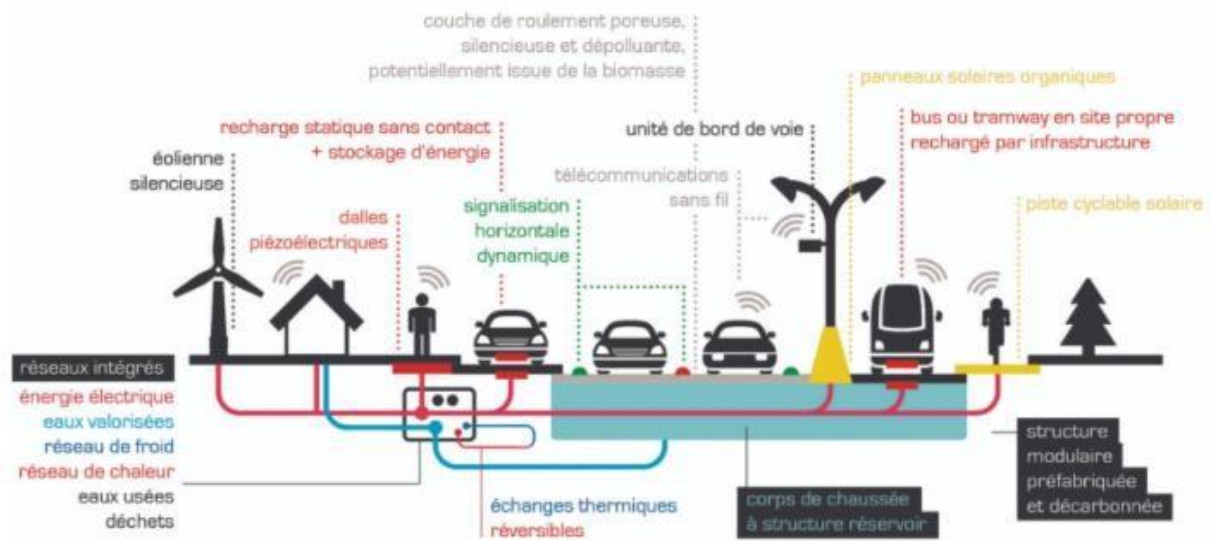 couche de roulement poreuse,
silencieuse et dépolluante,
potentiellement issue de la biomasse
panneaux solaires organiques
recharge statique sans contact
+ stockage d'énergie
unité de bord de voie
bus ou tramway en site propre
rechargé par infrastructure
éolienne
silencieuse
télécommunications
sans fil
dalles
piézoélectriques
signalisation
horizontale
dynamique
piste cyclable solaire
réseaux intégrés
énergie électrique
eaux valorisées
réseau de froid
réseau de chaleur
eaux usées
déchets
échanges thermiques
réversibles
corps de chaussée
à structure réservoir
structure
modulaire
préfabriquée
et décarbonnée